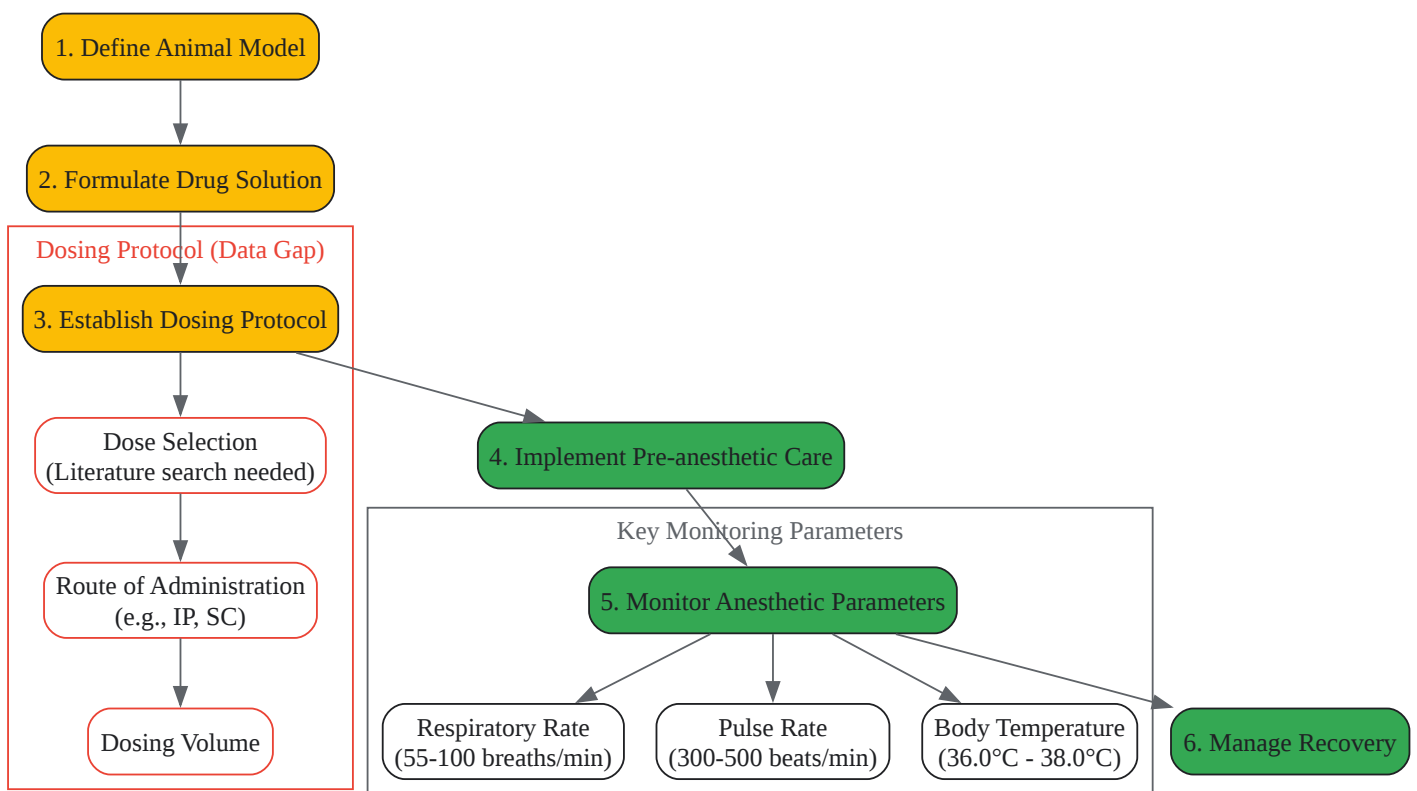 1. Define Animal Model
2. Formulate Drug Solution
Dosing Protocol (Data Gap)
3. Establish Dosing Protocol
Dose Selection
(Literature search needed)
Route of Administration
(e.g., IP, SC)
Dosing Volume
4. Implement Pre-anesthetic Care
Key Monitoring Parameters
5. Monitor Anesthetic Parameters
Respiratory Rate
(55-100 breaths/min)
Pulse Rate
(300-500 beats/min)
Body Temperature
(36.0°C - 38.0°C)
6. Manage Recovery